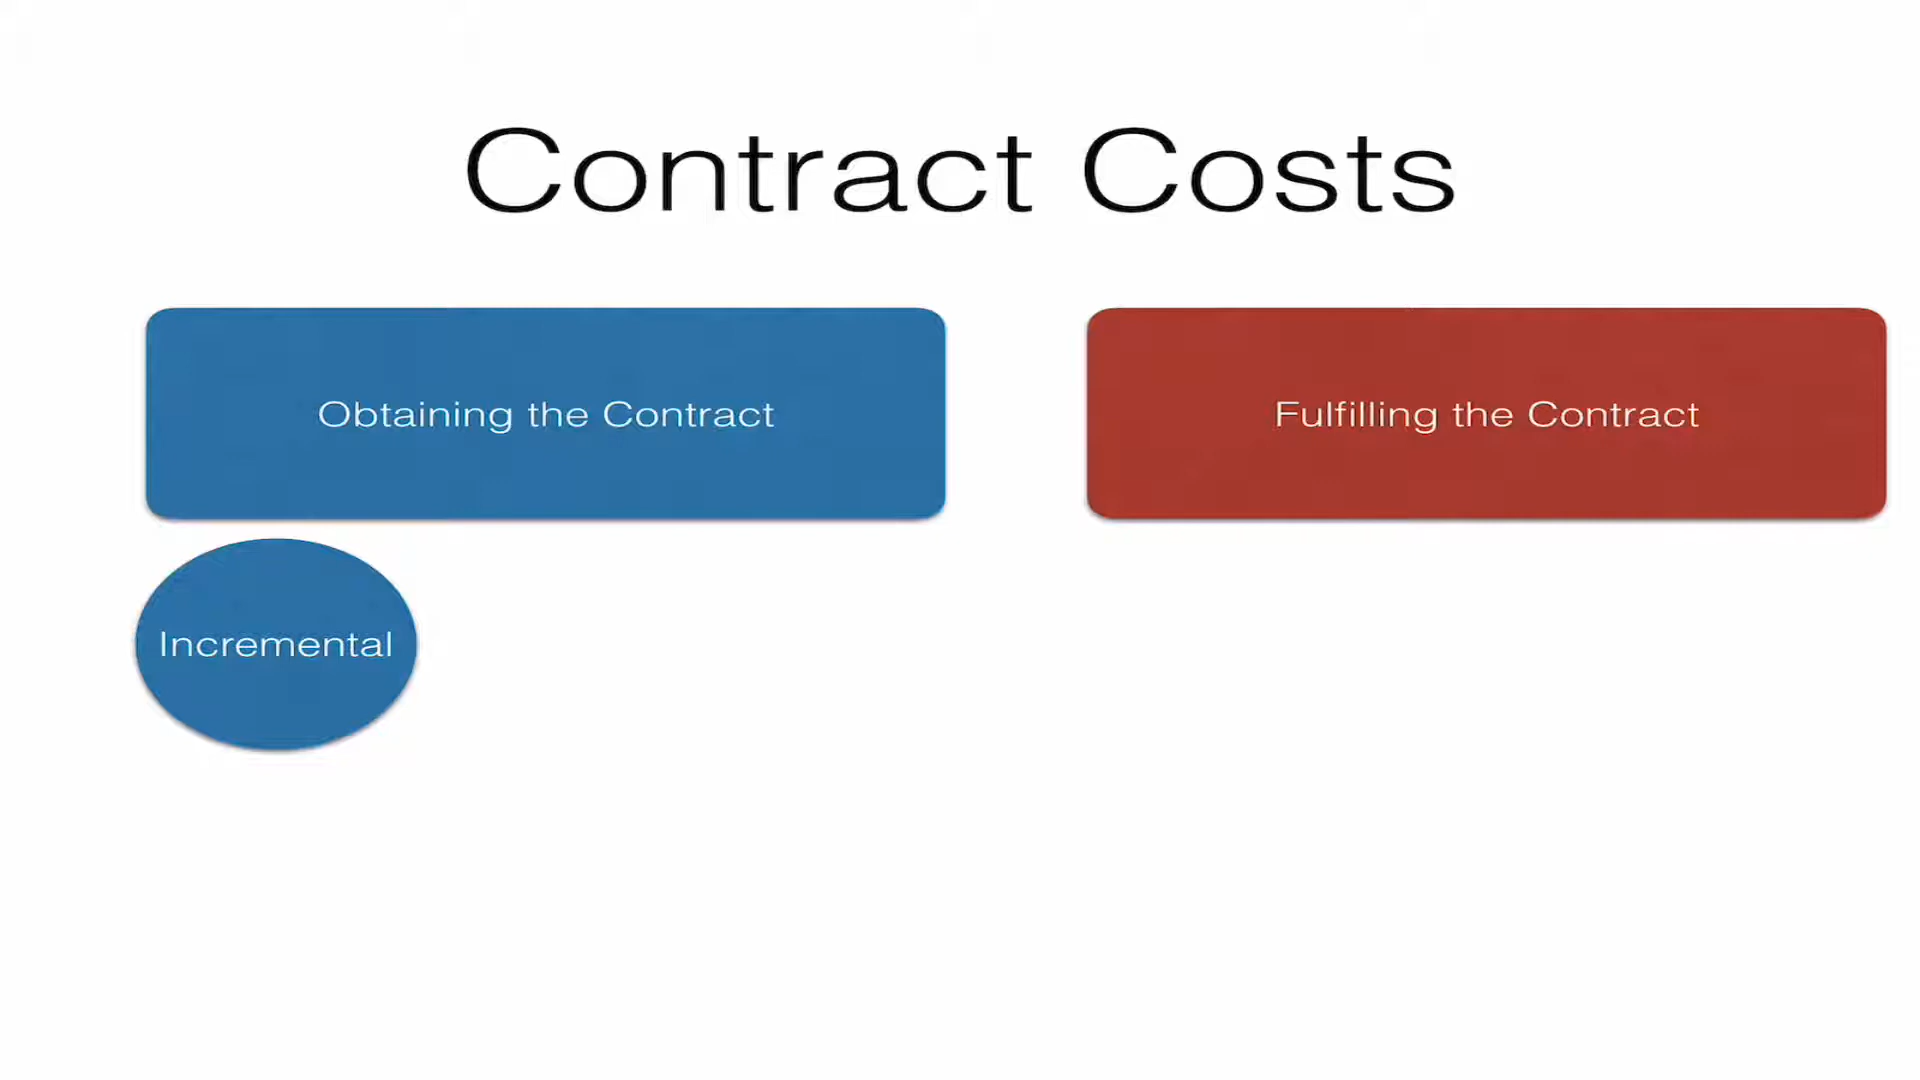 Contract Costs
Obtaining the Contract
Fulfilling the Contract
Incremental